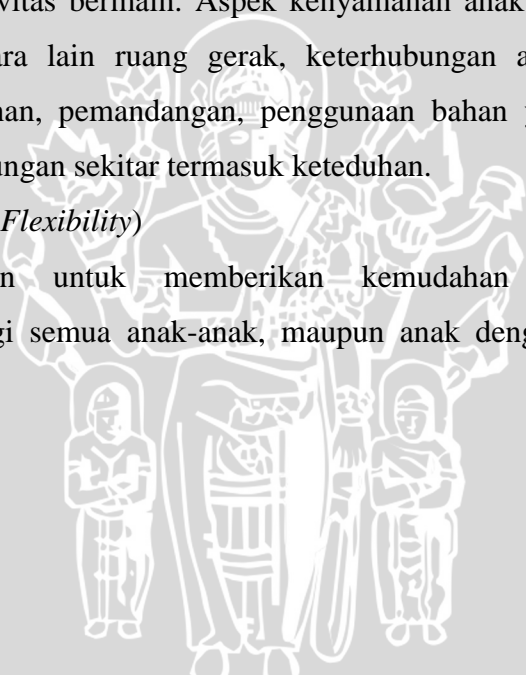 vitas bermain. Aspek kenyamanan anak
ara lain ruang gerak, keterhubungan a
nan, pemandangan, penggunaan bahan
ungan sekitar termasuk keteduhan.
Flexibility)
n untuk memberikan kemudahan
gi semua anak-anak, maupun anak deng